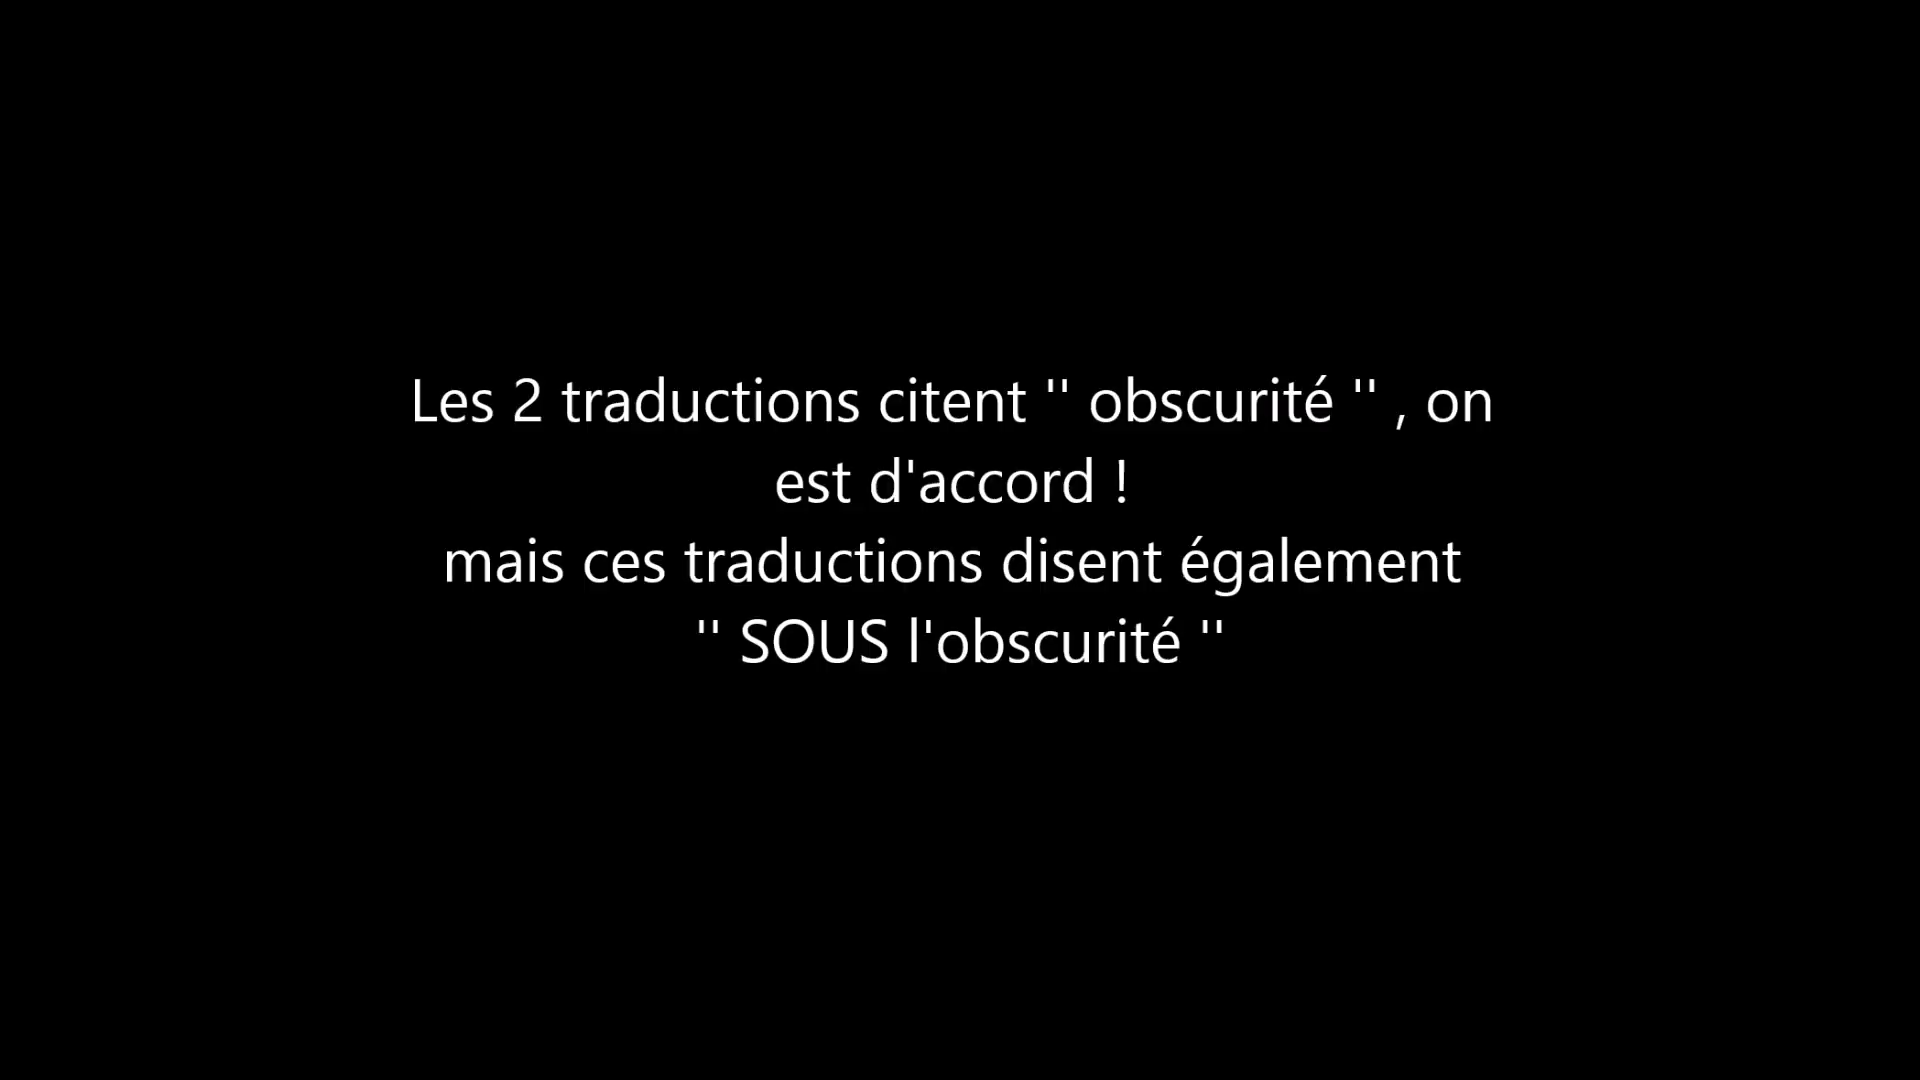 Les 2 traductions citent '' obscurité '' , on
est d'accord !
mais ces traductions disent également
'' SOUS l'obscurité ''